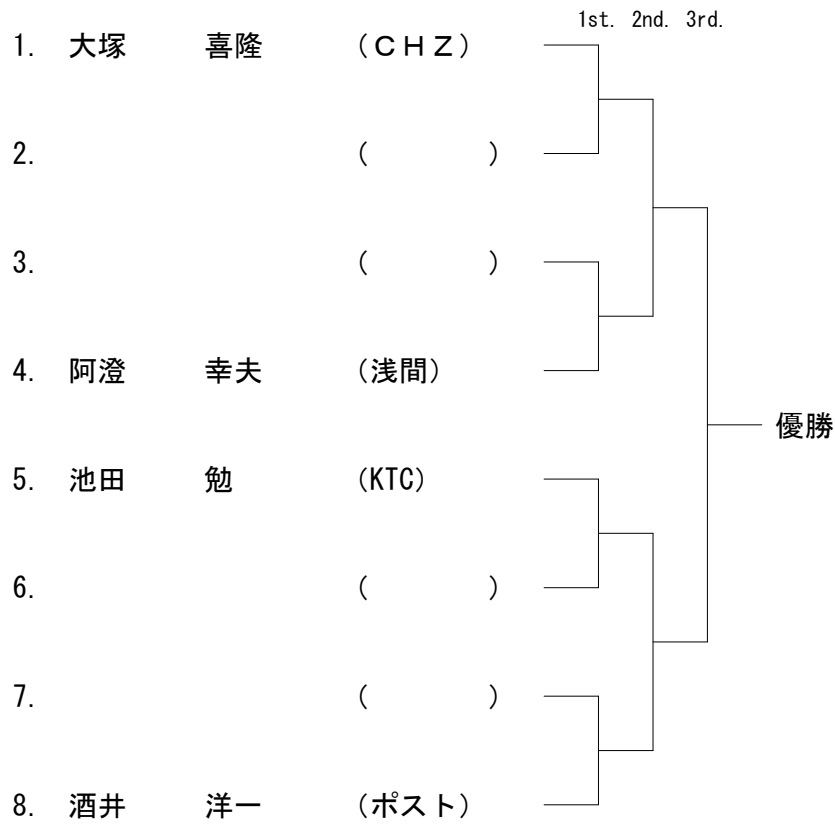 1st. 2nd. 3rd.
1. 大塚 喜隆 (ＣＨＺ)
2. ( )
3. ( )
4. 阿澄 幸夫 (浅間)
優勝
5. 池田 勉 (KTC)
6. ( )
7. ( )
8. 酒井 洋一 (ポスト)